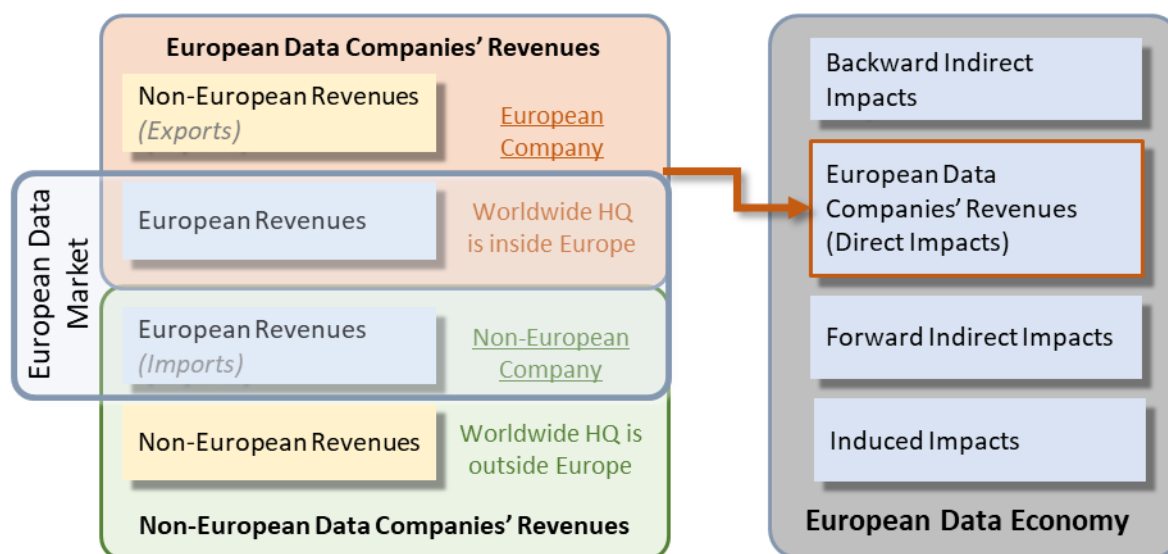 European Data Companies’ Revenues
Non-European Revenues
(Exports)
European
Company
European Data
Market
European Revenues
Worldwide HQ
is inside Europe
European Revenues
(Imports)
Non-European
Company
Non-European Revenues
Worldwide HQ is
outside Europe
Non-European Data Companies’ Revenues
Backward Indirect
Impacts
European Data
Companies’ Revenues
(Direct Impacts)
Forward Indirect Impacts
Induced Impacts
European Data Economy